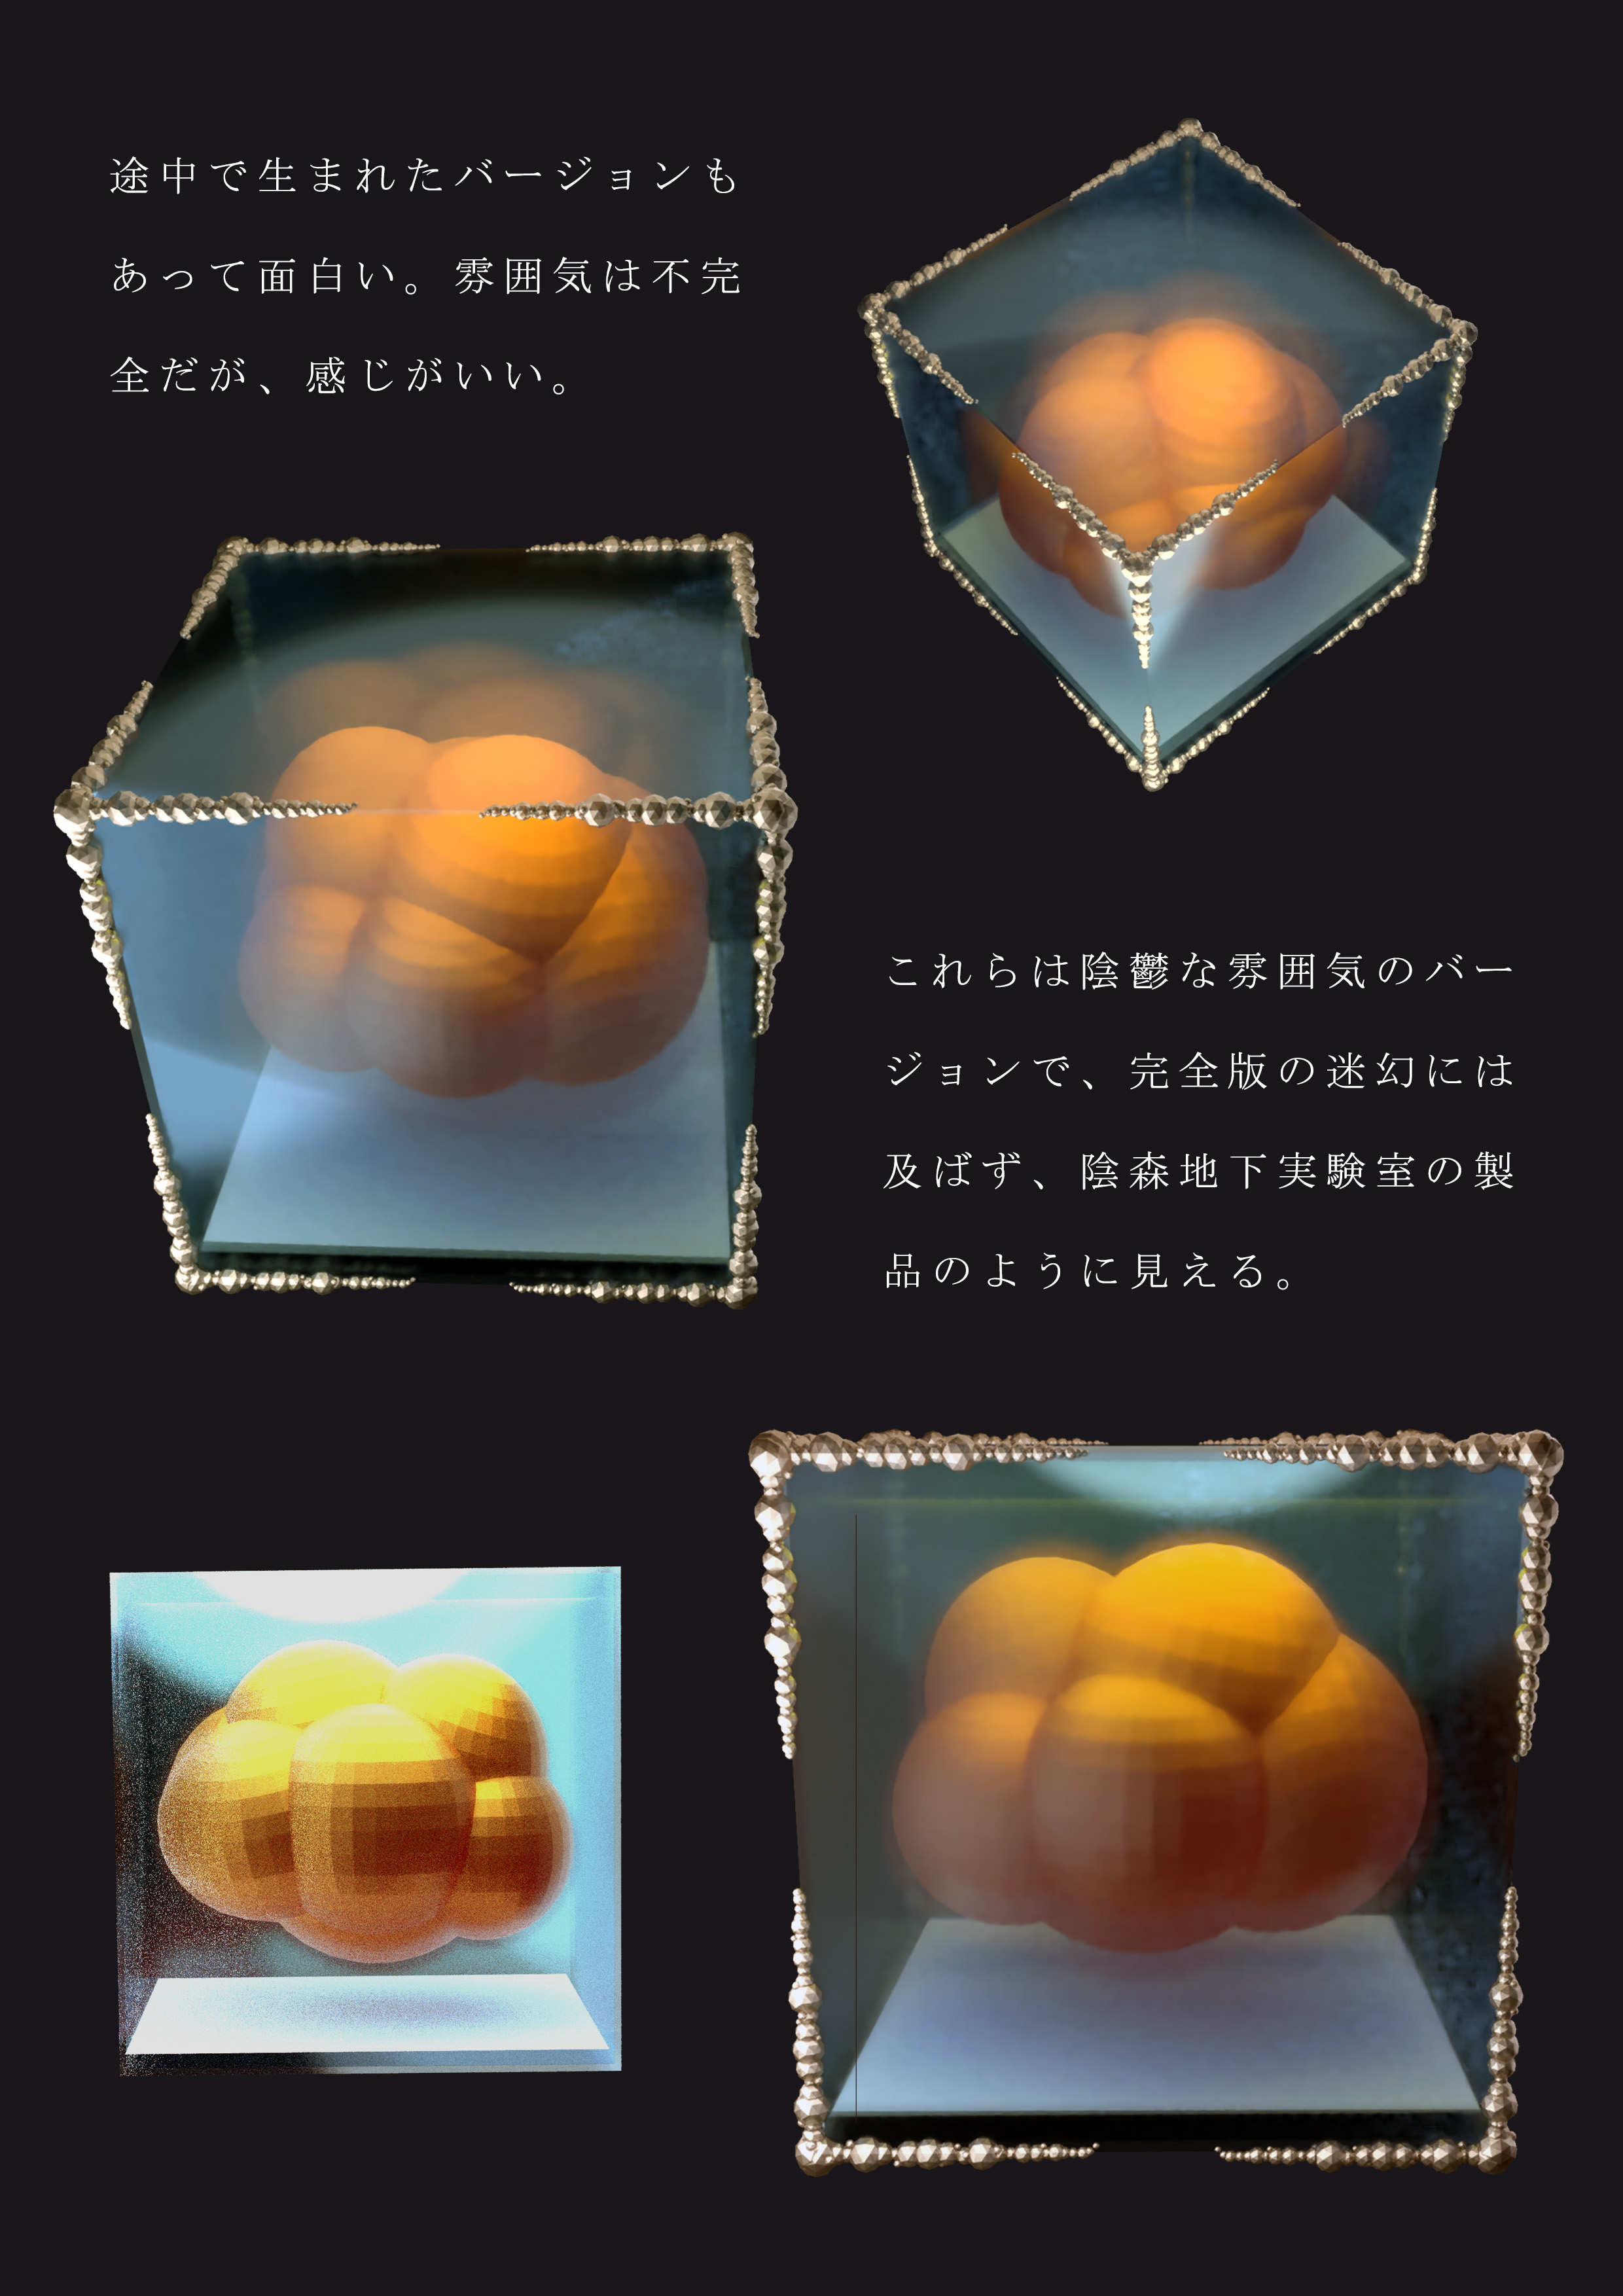 途中で生まれたバージョンも
あって面白い。雰囲気は不完
全だが、感じがいい。
これらは陰鬱な雰囲気のバー
ジョンで、完全版の迷幻には
及ばず、陰森地下実験室の製
品のように見える。